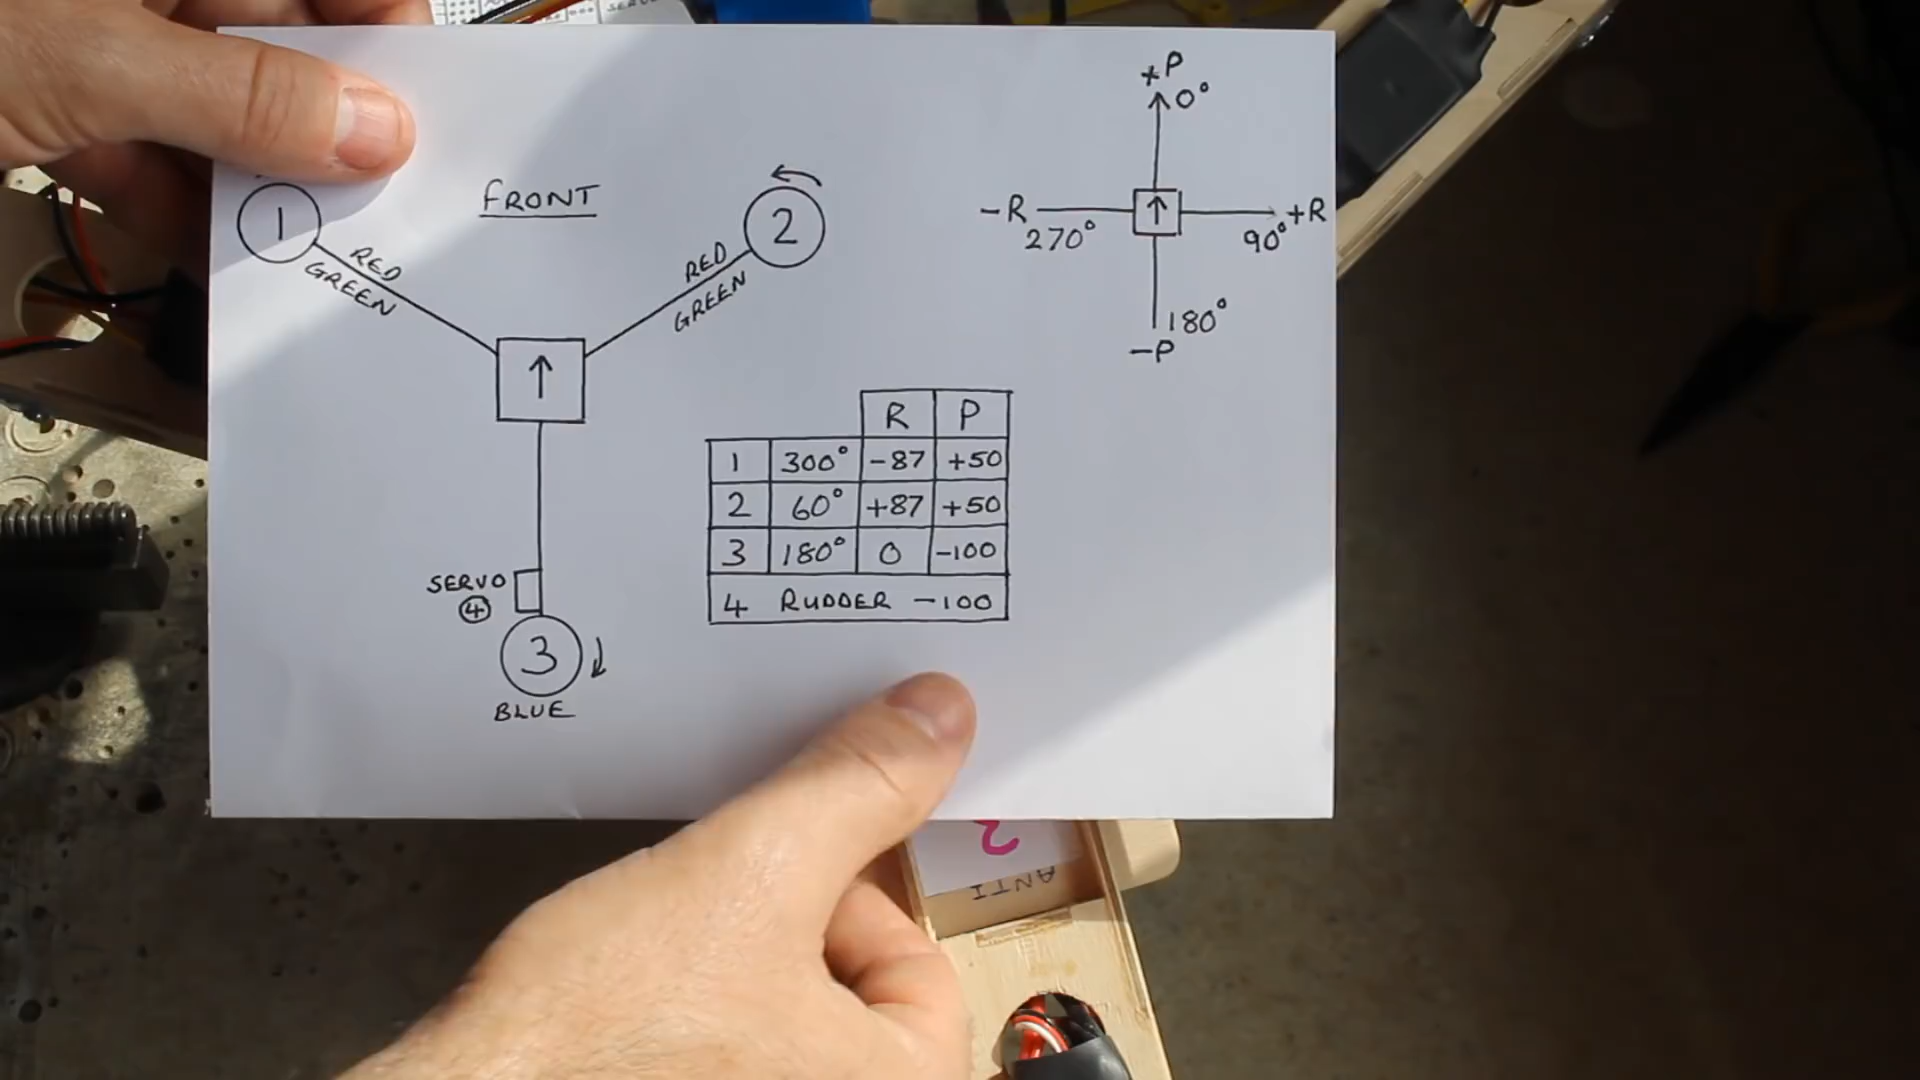 SERVO
+P
0°
FRONT
1
2
RED
GREEN
RED
GREEN
-R
270°
+R
90°
180°
-P
R P
1 300° -87 +50
2 60° +87 +50
3 180° 0 -100
4 RUDDER -100
SERVO
4
3
BLUE
ANTI